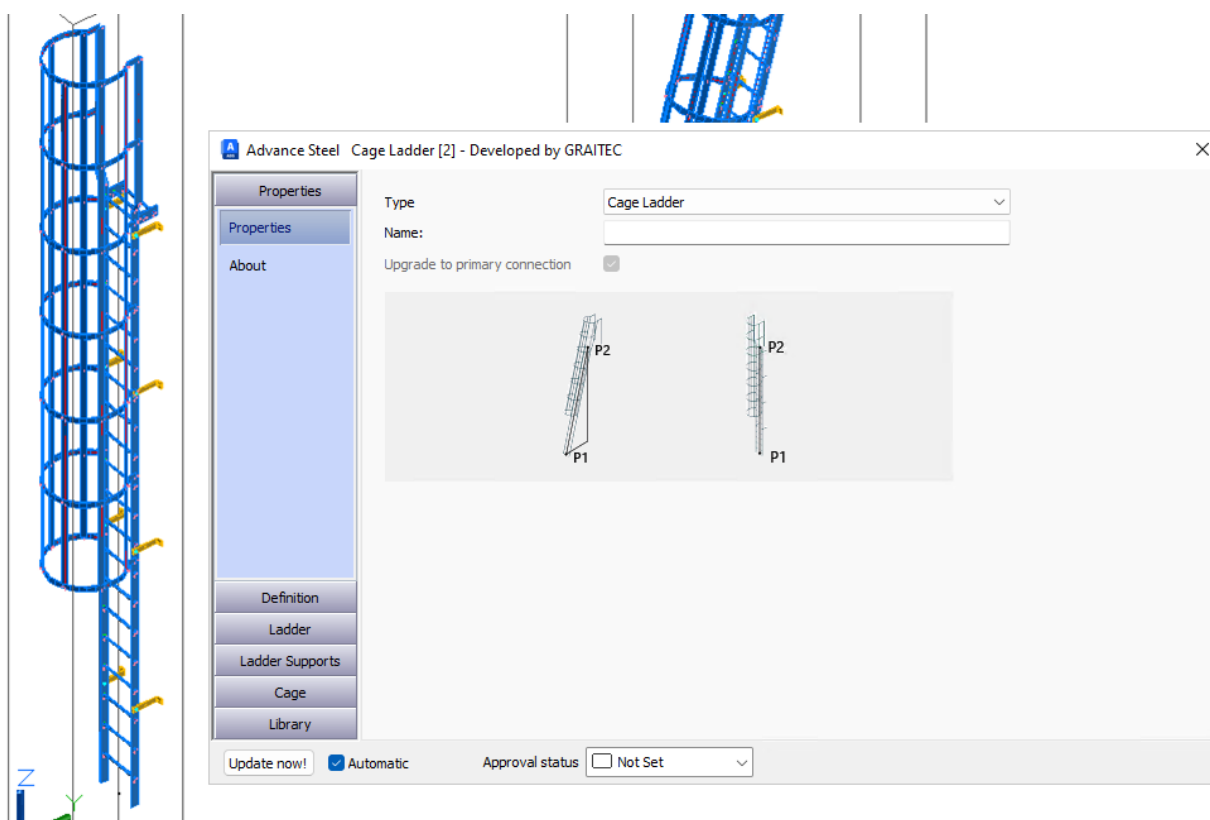 Advance Steel Cage Ladder [2] - Developed by GRAITEC
Properties
Properties
About
Definition
Ladder
Ladder Supports
Cage
Library
Type
Cage Ladder
Name:
Upgrade to primary connection
P2
P1
P2
P1
Update now!
Automatic
Approval status
Not Set
Z
Y